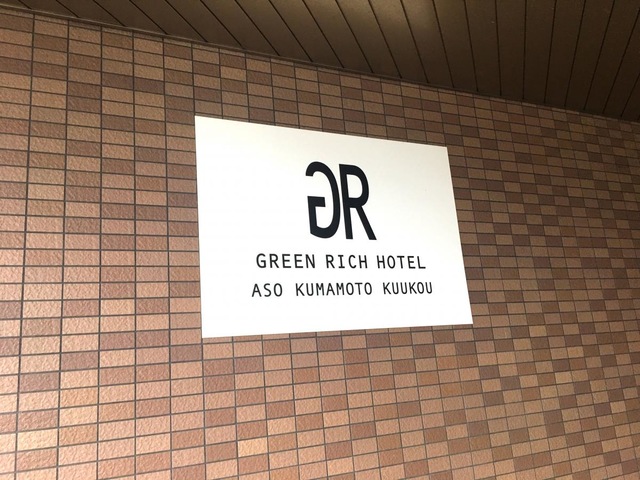 GR
GREEN RICH HOTEL
ASO KUMAMOTO KUUKOU